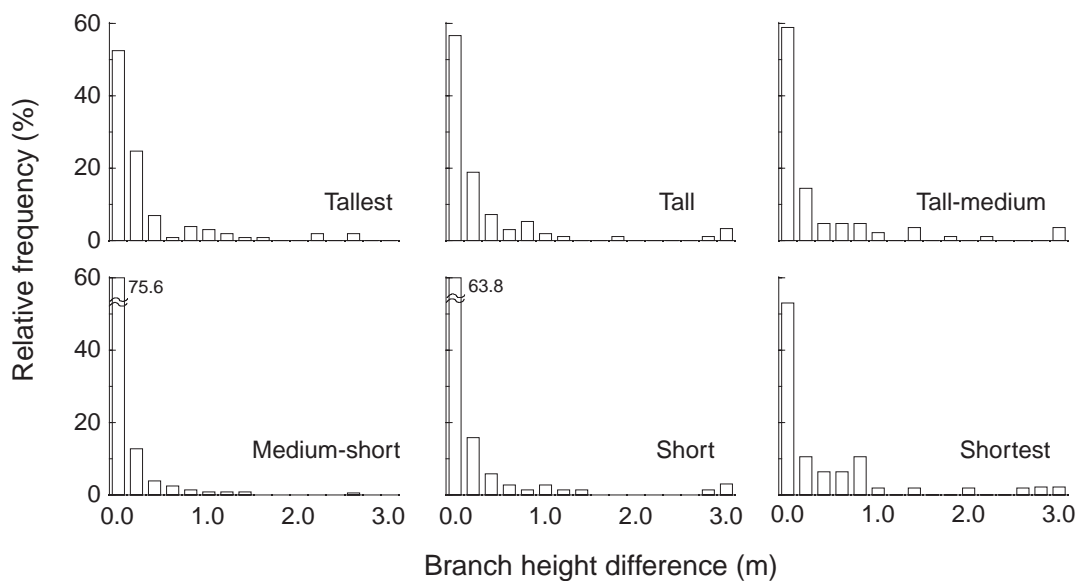 Relative frequency (%)
60
40
20
0
Tallest
Tall
Tall-medium
60
40
20
0
75.6
63.8
Medium-short
Short
Shortest
0.0 1.0 2.0 3.0 0.0 1.0 2.0 3.0 0.0 1.0 2.0 3.0
Branch height difference (m)